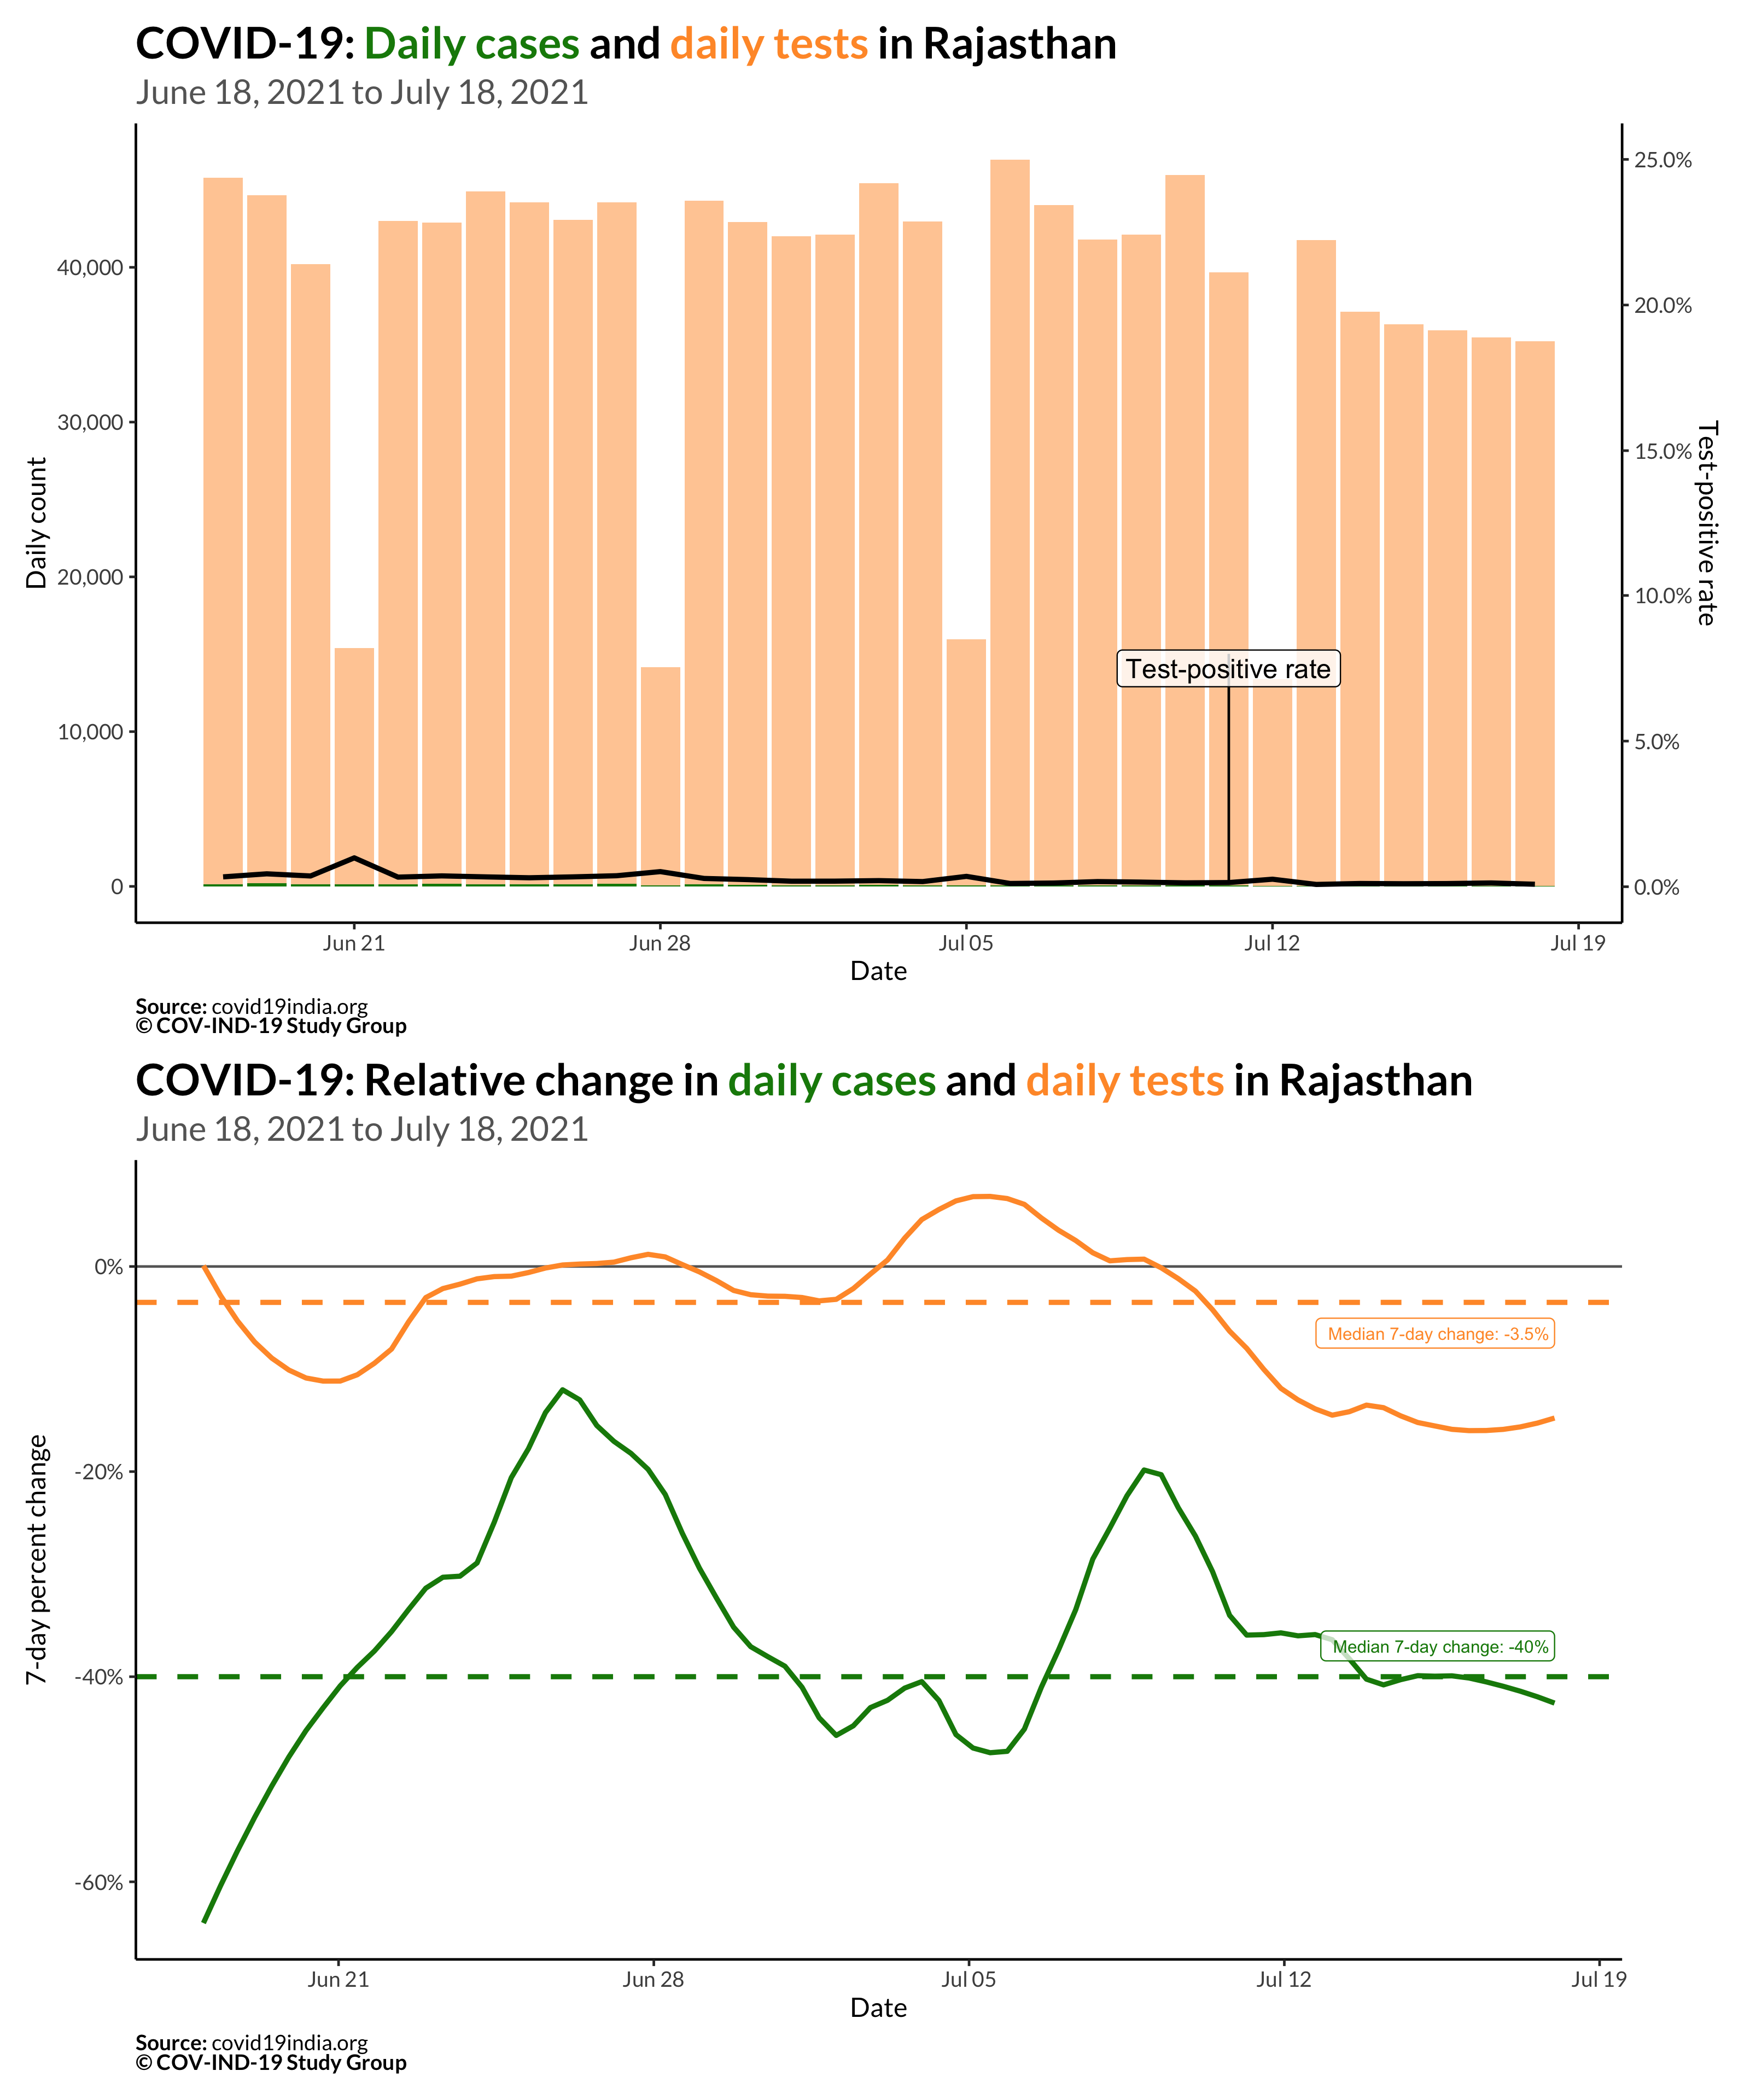 COVID-19: Daily cases and daily tests in Rajasthan
June 18, 2021 to July 18, 2021
Daily count
40,000
30,000
20,000
10,000
0
25.0%
20.0%
15.0%
10.0%
5.0%
0.0%
Test-positive rate
Test-positive rate
Jun 21
Jun 28
Jul 05
Jul 12
Jul 19
Date
Source: covid19india.org
© COV-IND-19 Study Group
COVID-19: Relative change in daily cases and daily tests in Rajasthan
June 18, 2021 to July 18, 2021
7-day percent change
0%
-20%
-40%
-60%
Median 7-day change: -3.5%
Median 7-day change: -40%
Jun 21
Jun 28
Jul 05
Jul 12
Jul 19
Date
Source: covid19india.org
© COV-IND-19 Study Group